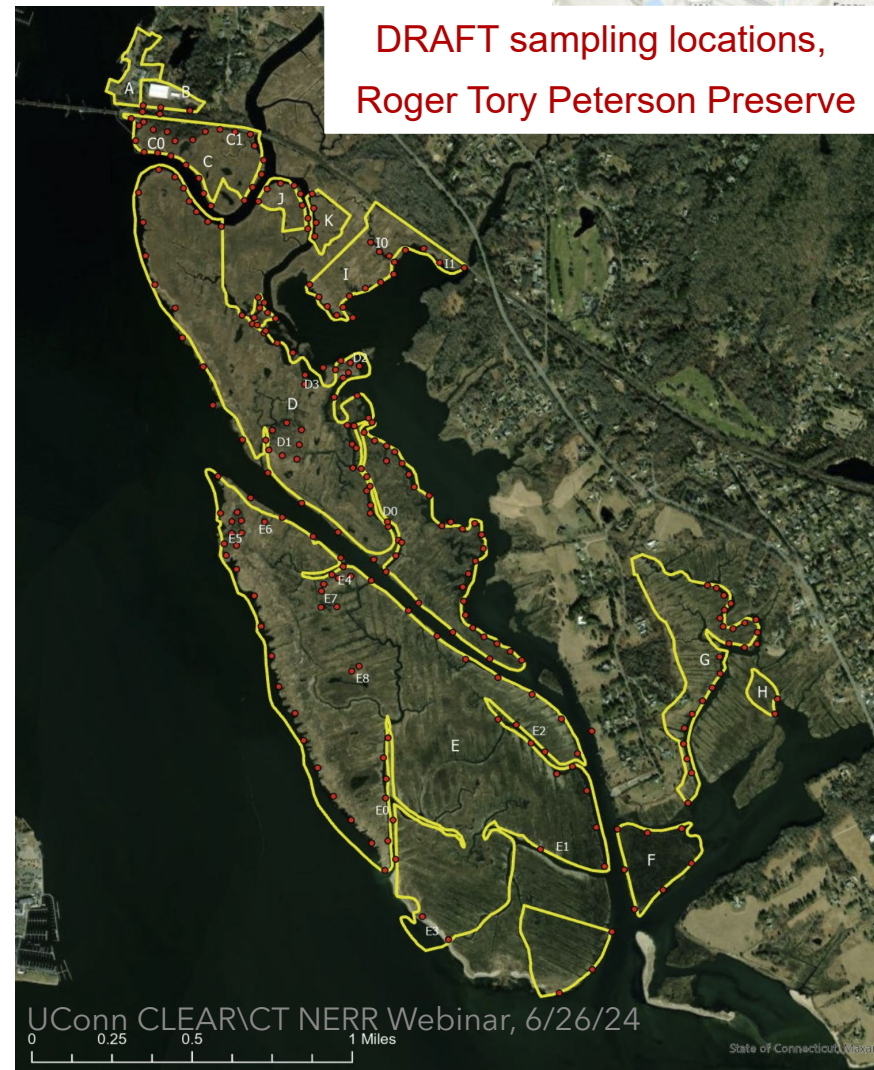 DRAFT sampling locations,
Roger Tory Peterson Preserve
A
B
C0
C1
C
J
K
I0
I
I1
D2
D3
D
D1
D0
E6
E5
E4
E7
E8
G
H
E2
E
E0
E1
F
E3
UConn CLEAR\CT NERR Webinar, 6/26/24
0 0.25 0.5 1 Miles
State of Connecticut, Maxar